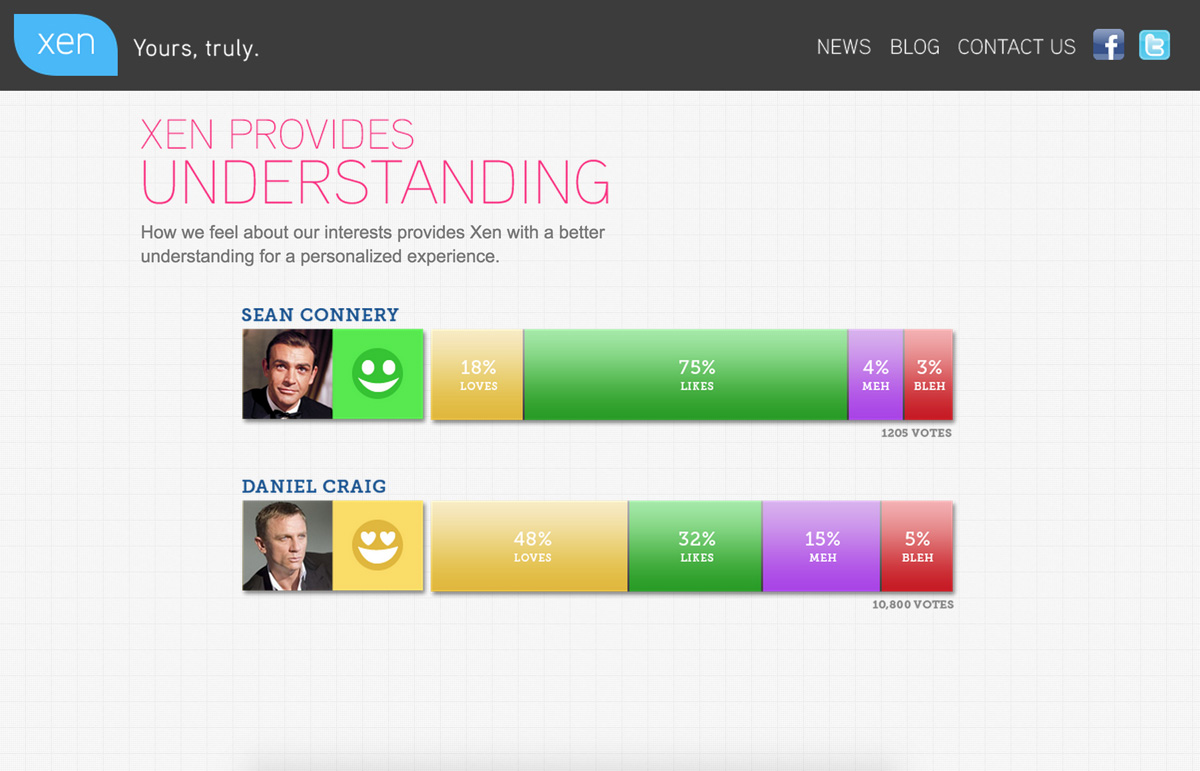 xen
Yours, truly.
NEWS BLOG CONTACT US f t
XEN PROVIDES
UNDERSTANDING
How we feel about our interests provides Xen with a better
understanding for a personalized experience.
SEAN CONNERY
18% 75% 4% 3%
LOVES LIKES MEH BLEH
1205 VOTES
DANIEL CRAIG
48% 32% 15% 5%
LOVES LIKES MEH BLEH
10,800 VOTES